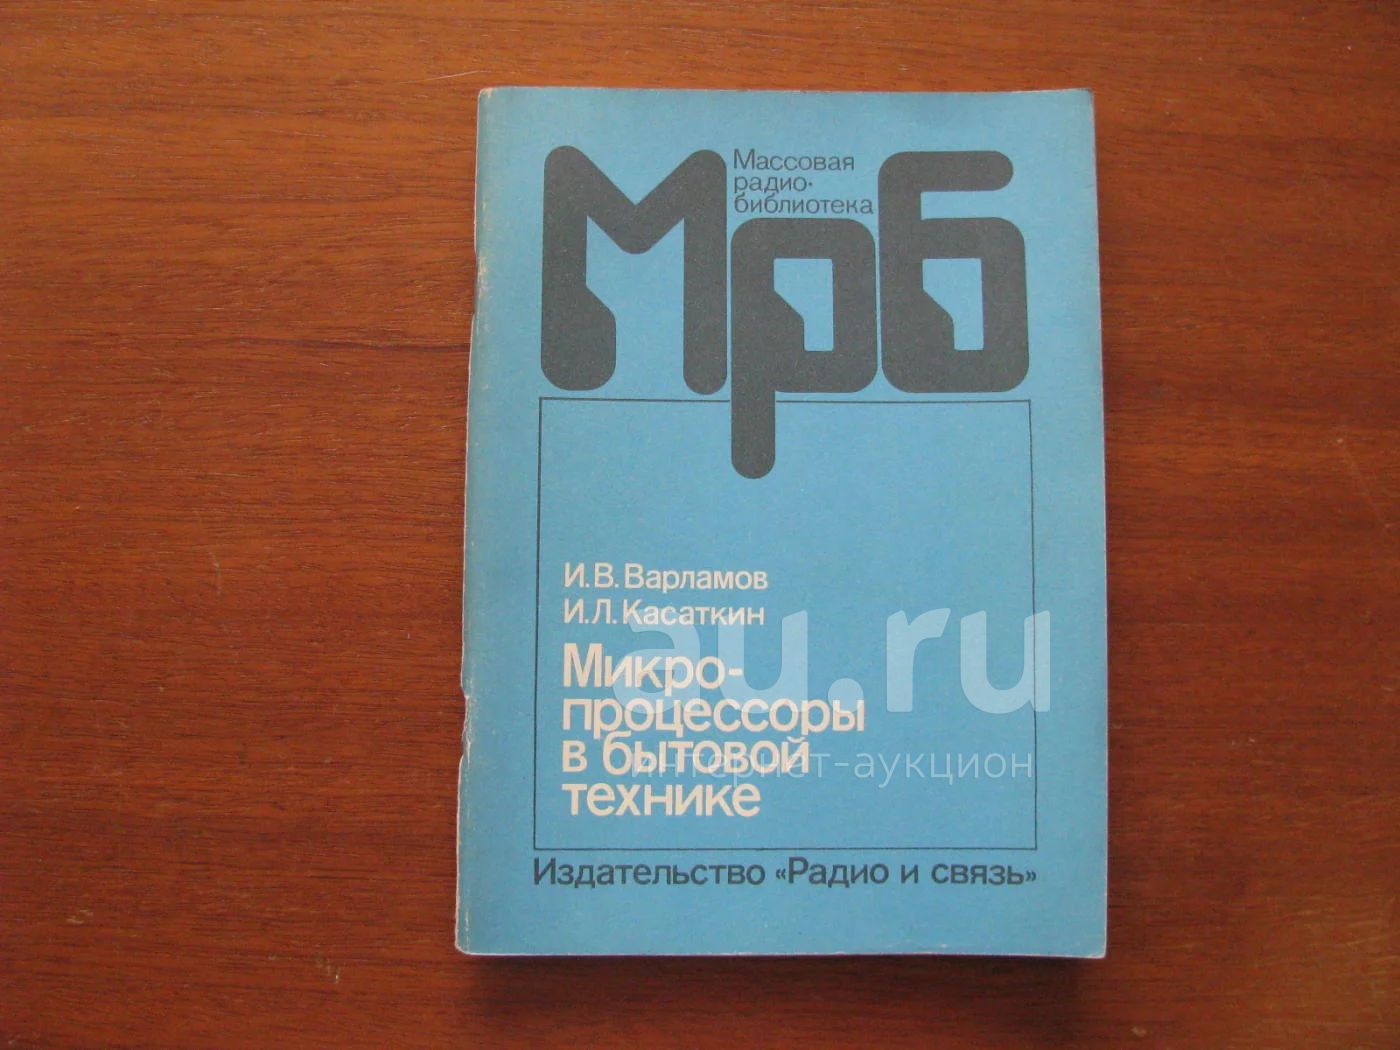 Мрб
Массовая
радио-
библиотека
И.В.Варламов
И.Л.Касаткин
Микро-
процессоры
в бытовой
технике
au.ru
интернет-аукцион
Издательство «Радио и связь»